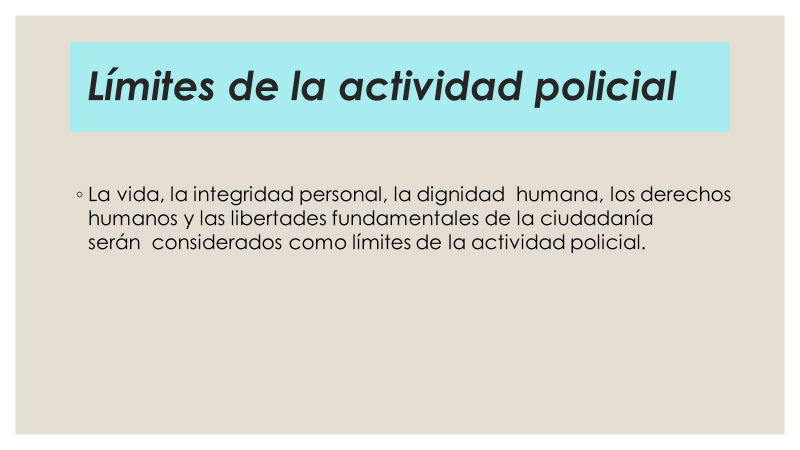 Límites de la actividad policial
◦ La vida, la integridad personal, la dignidad  humana, los derechos
humanos y las libertades fundamentales de la ciudadanía
serán  considerados como límites de la actividad policial.